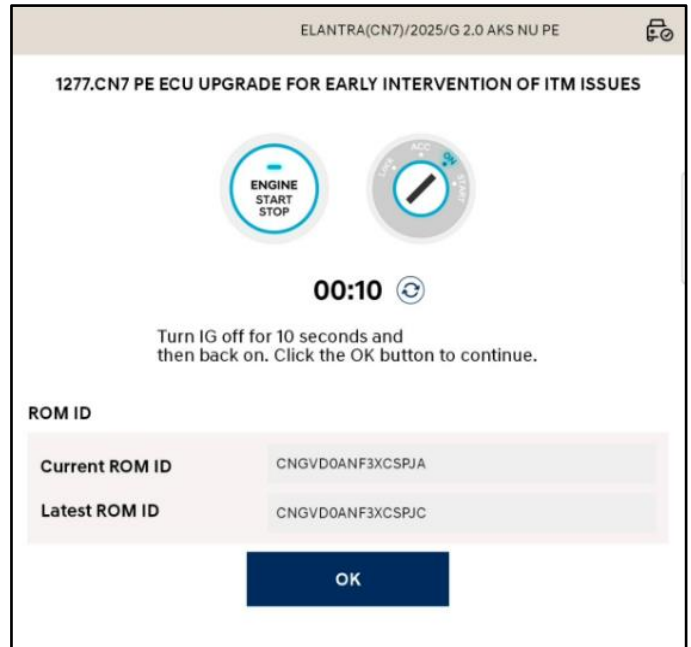 ELANTRA(CN7)/2025/G 2.0 AKS NU PE
1277.CN7 PE ECU UPGRADE FOR EARLY INTERVENTION OF ITM ISSUES
ENGINE
START
STOP
LOCK
ACC
ON
START
00:10
Turn IG off for 10 seconds and
then back on. Click the OK button to continue.
ROM ID
Current ROM ID CNGVD0ANF3XCSPJA
Latest ROM ID CNGVD0ANF3XCSPJC
OK